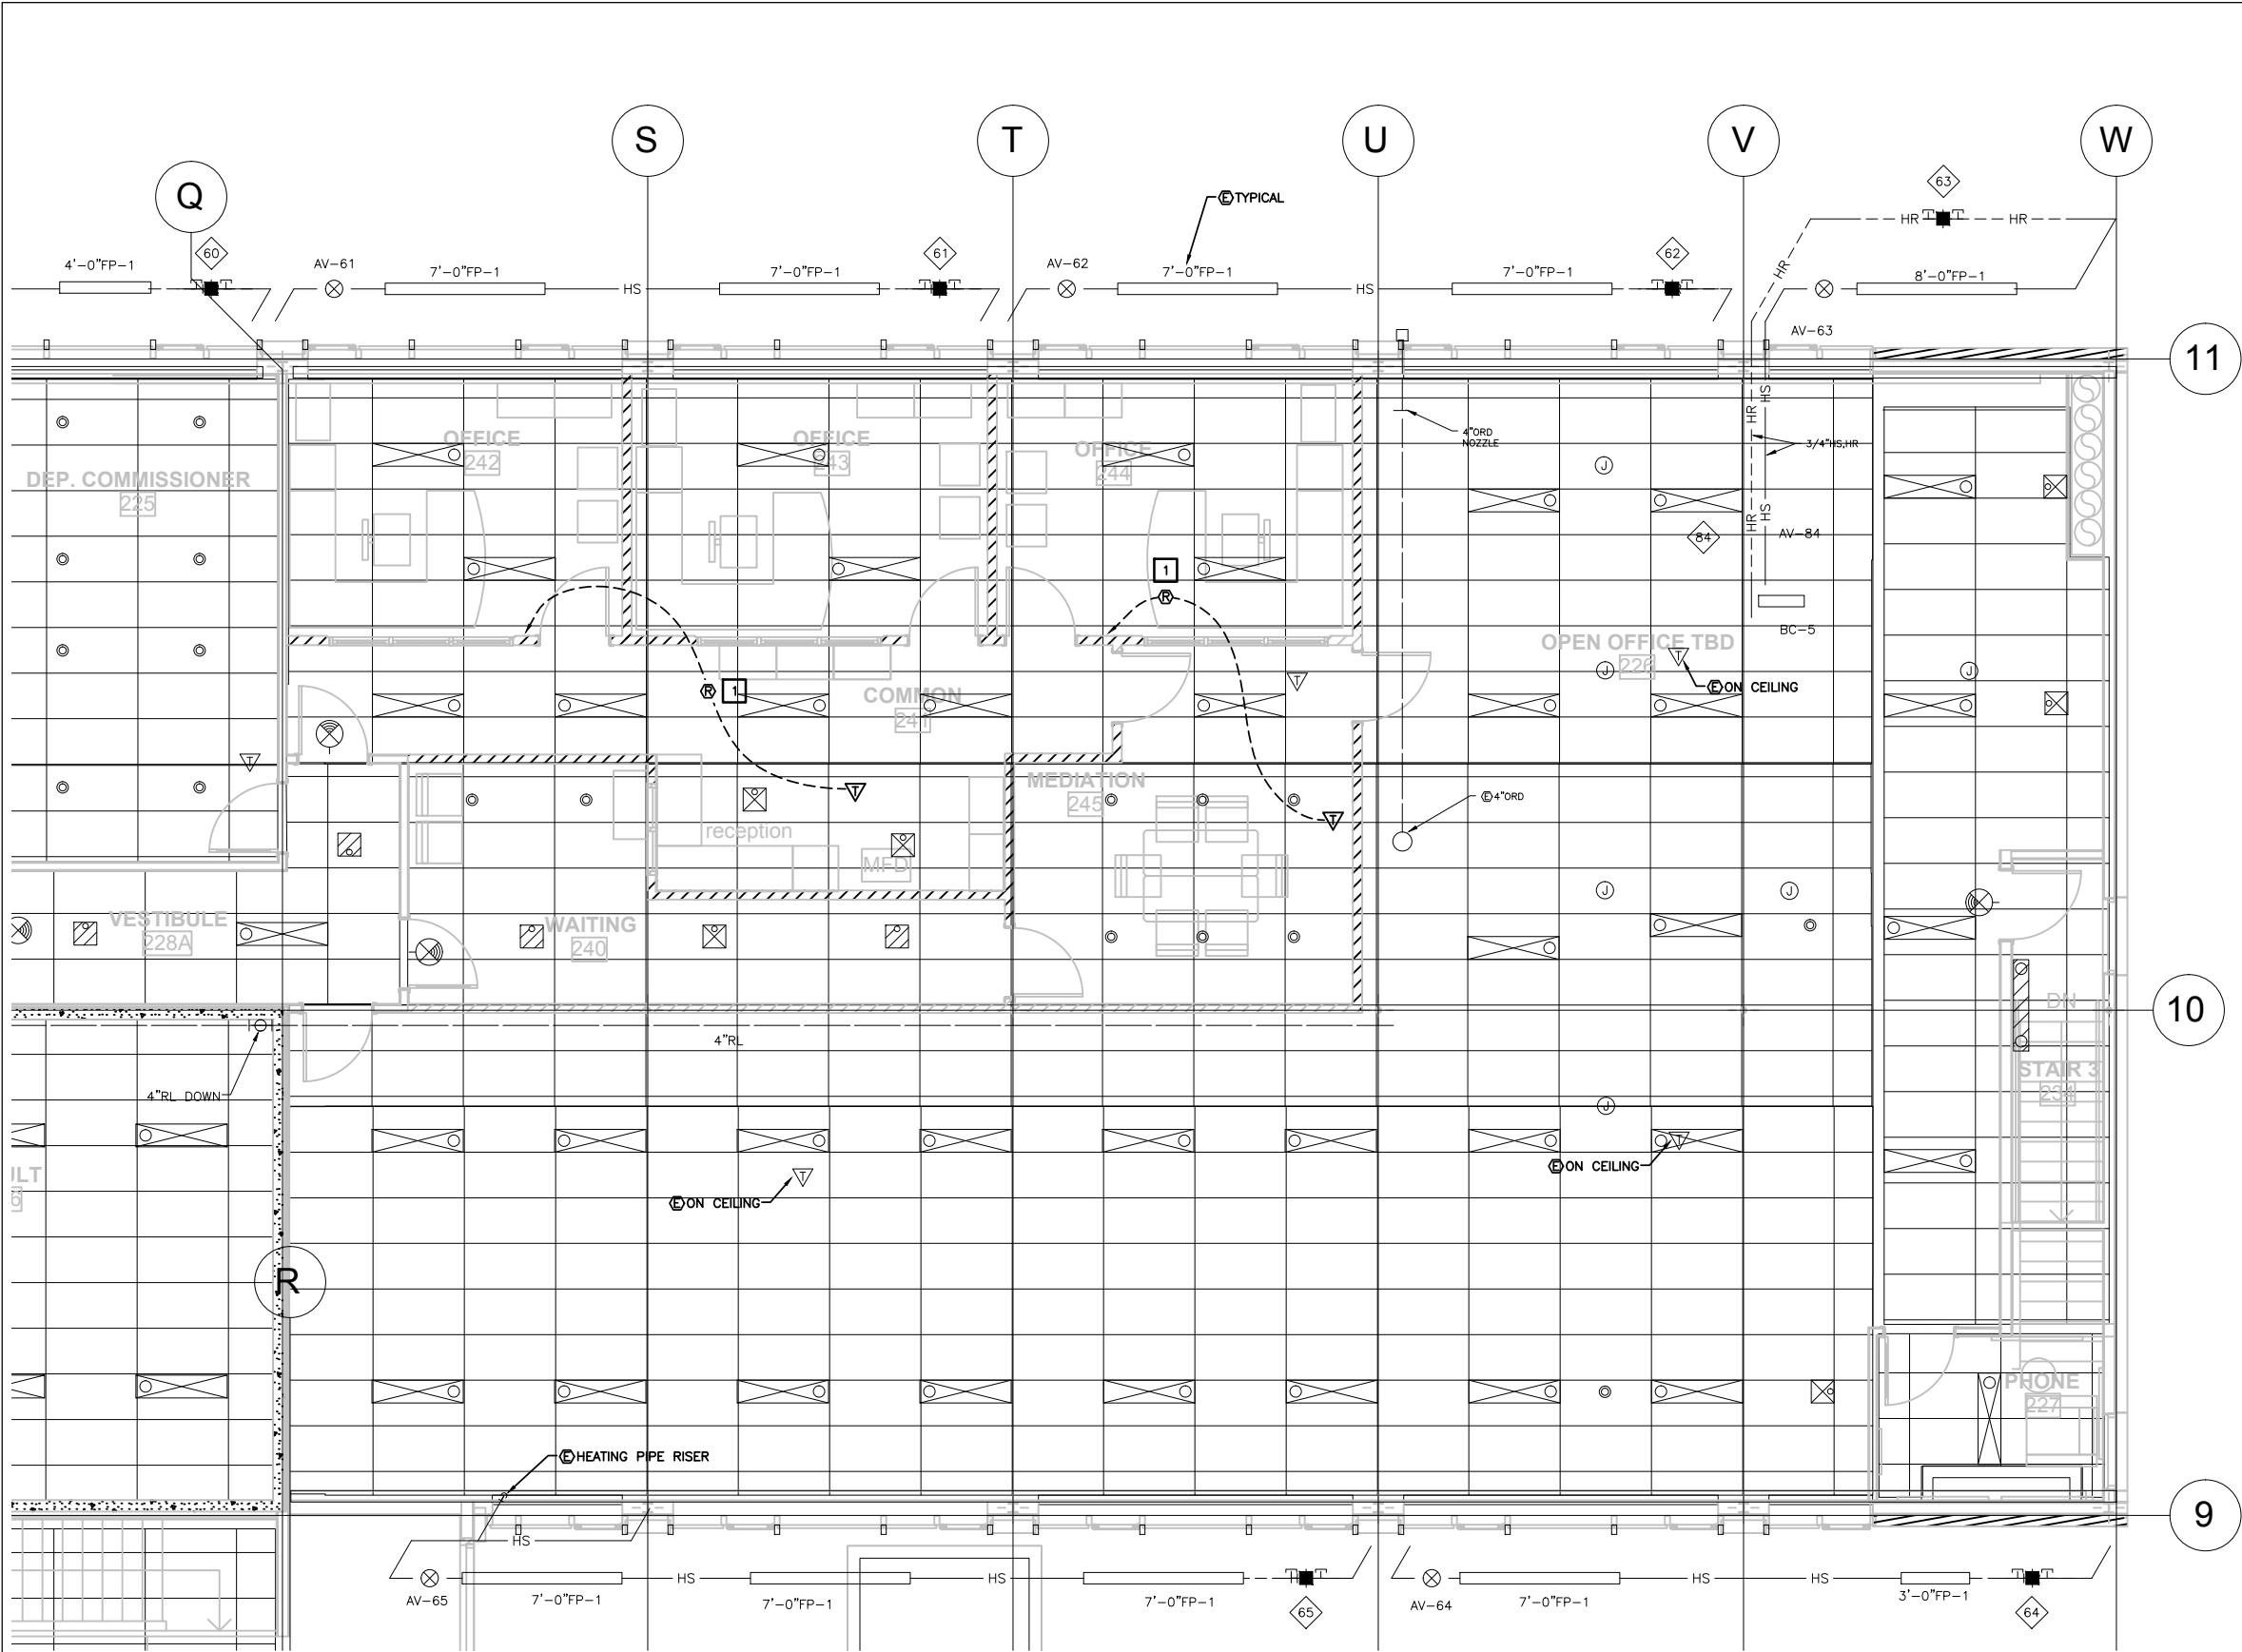 S
T
U
V
W
Q
63
ⒺTYPICAL
HR
HR
60
AV-61
61
AV-62
62
4'-0"FP-1
7'-0"FP-1
7'-0"FP-1
7'-0"FP-1
7'-0"FP-1
8'-0"FP-1
HR
HS
HS
AV-63
11
HR
HS
4"ORD
NOZZLE
3/4"HS,HR
OFFICE
242
OFFICE
243
OFFICE
244
J
DEP. COMMISSIONER
225
HR
HS
84
AV-84
1
R
BC-5
OPEN OFFICE TBD
226
T
J
J
ⒺON CEILING
T
R
1
COMMON
241
T
MEDIATION
245
T
T
Ⓔ4"ORD
reception
MFD
J
J
VESTIBULE
228A
WAITING
240
10
DN
4"RL
4"RL DOWN
STAIR 3
234
J
T
ⒺON CEILING
T
ⒺON CEILING
ULT
6
R
PHONE
227
ⒺHEATING PIPE RISER
9
HS
HS
HS
HS
HS
AV-65
7'-0"FP-1
7'-0"FP-1
7'-0"FP-1
65
AV-64
7'-0"FP-1
3'-0"FP-1
64